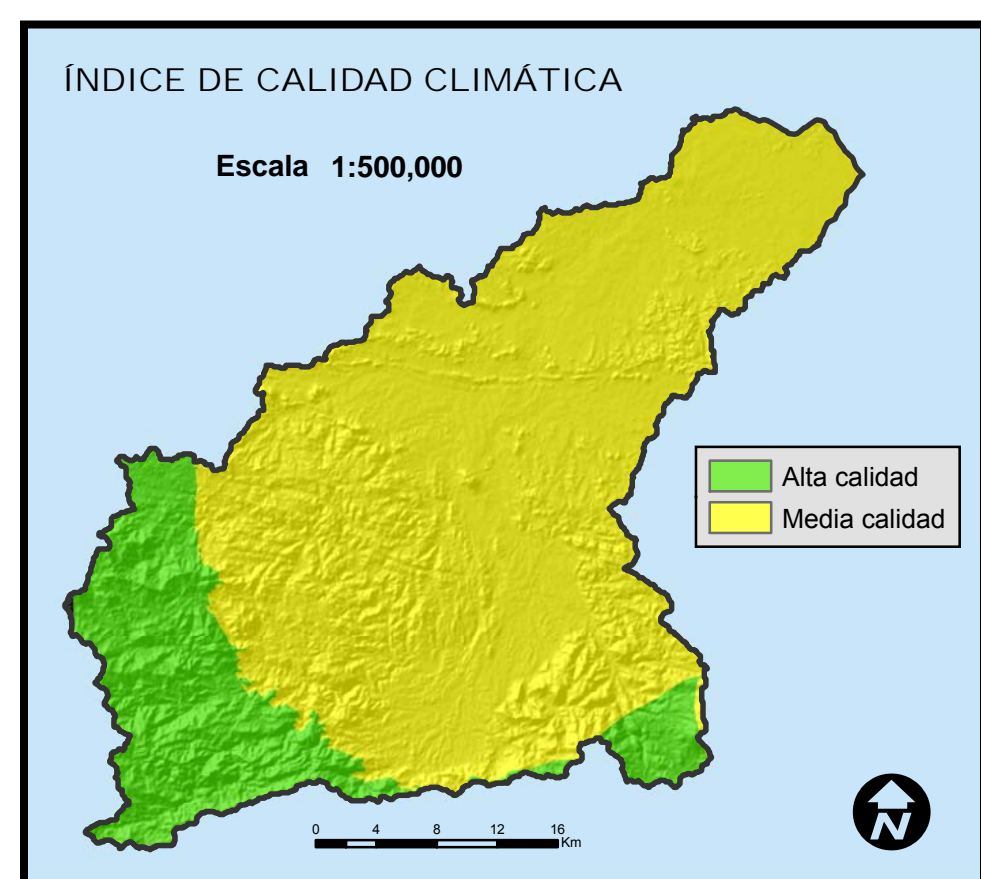 ÍNDICE DE CALIDAD CLIMÁTICA
Escala 1:500,000
Alta calidad
Media calidad
0 4 8 12 16
Km
N